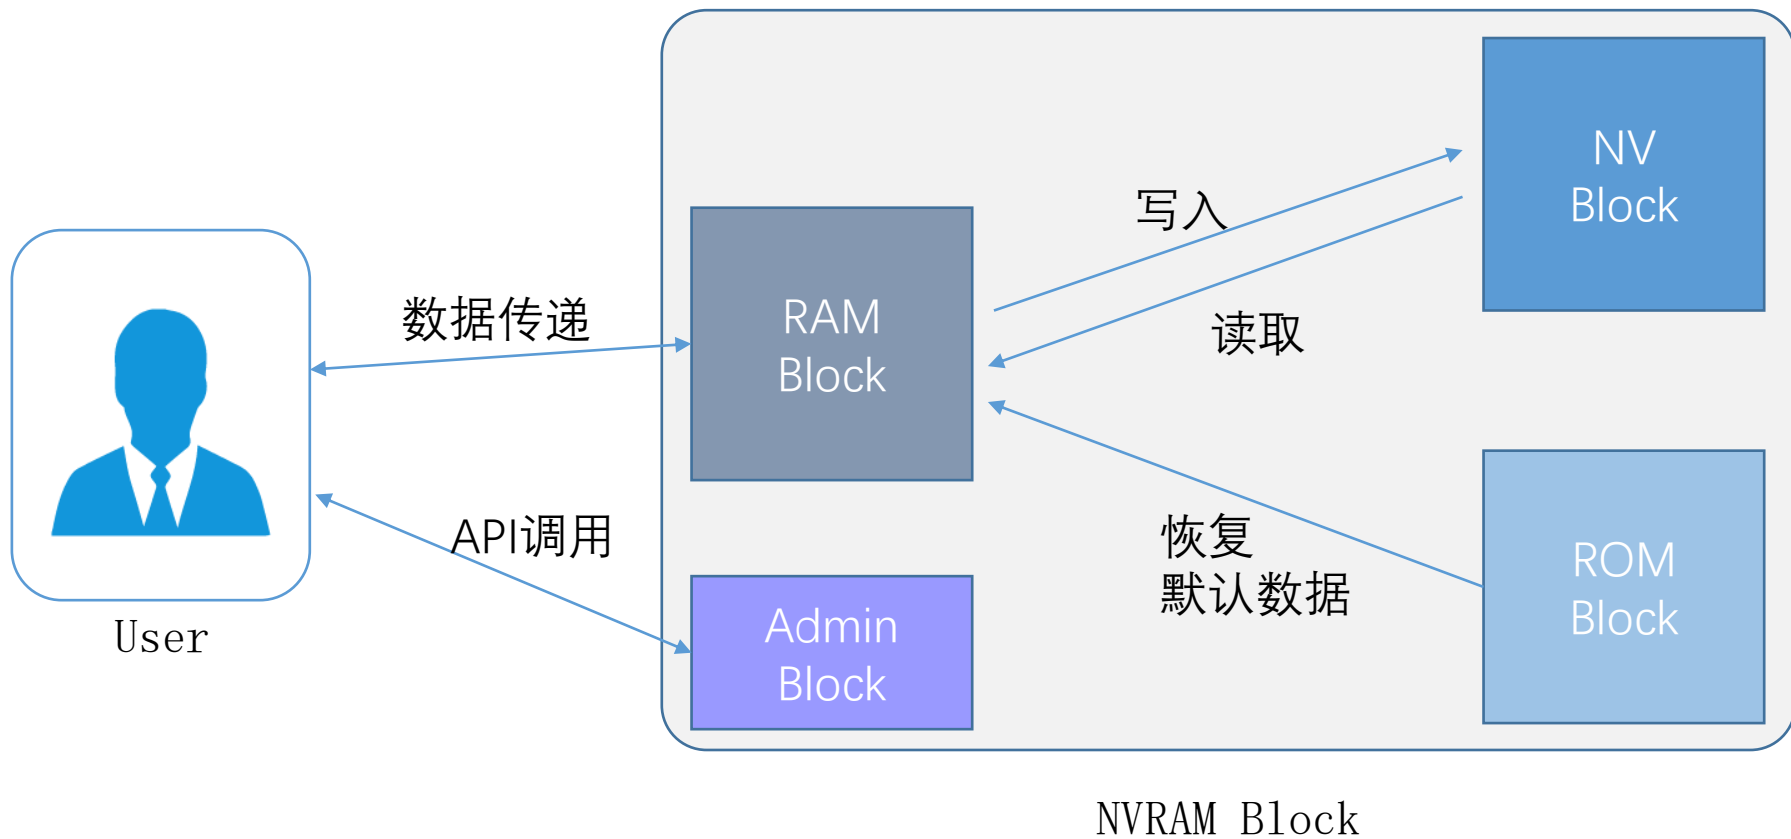 User
数据传递
API调用
RAM
Block
Admin
Block
写入
读取
恢复
默认数据
NV
Block
ROM
Block
NVRAM Block